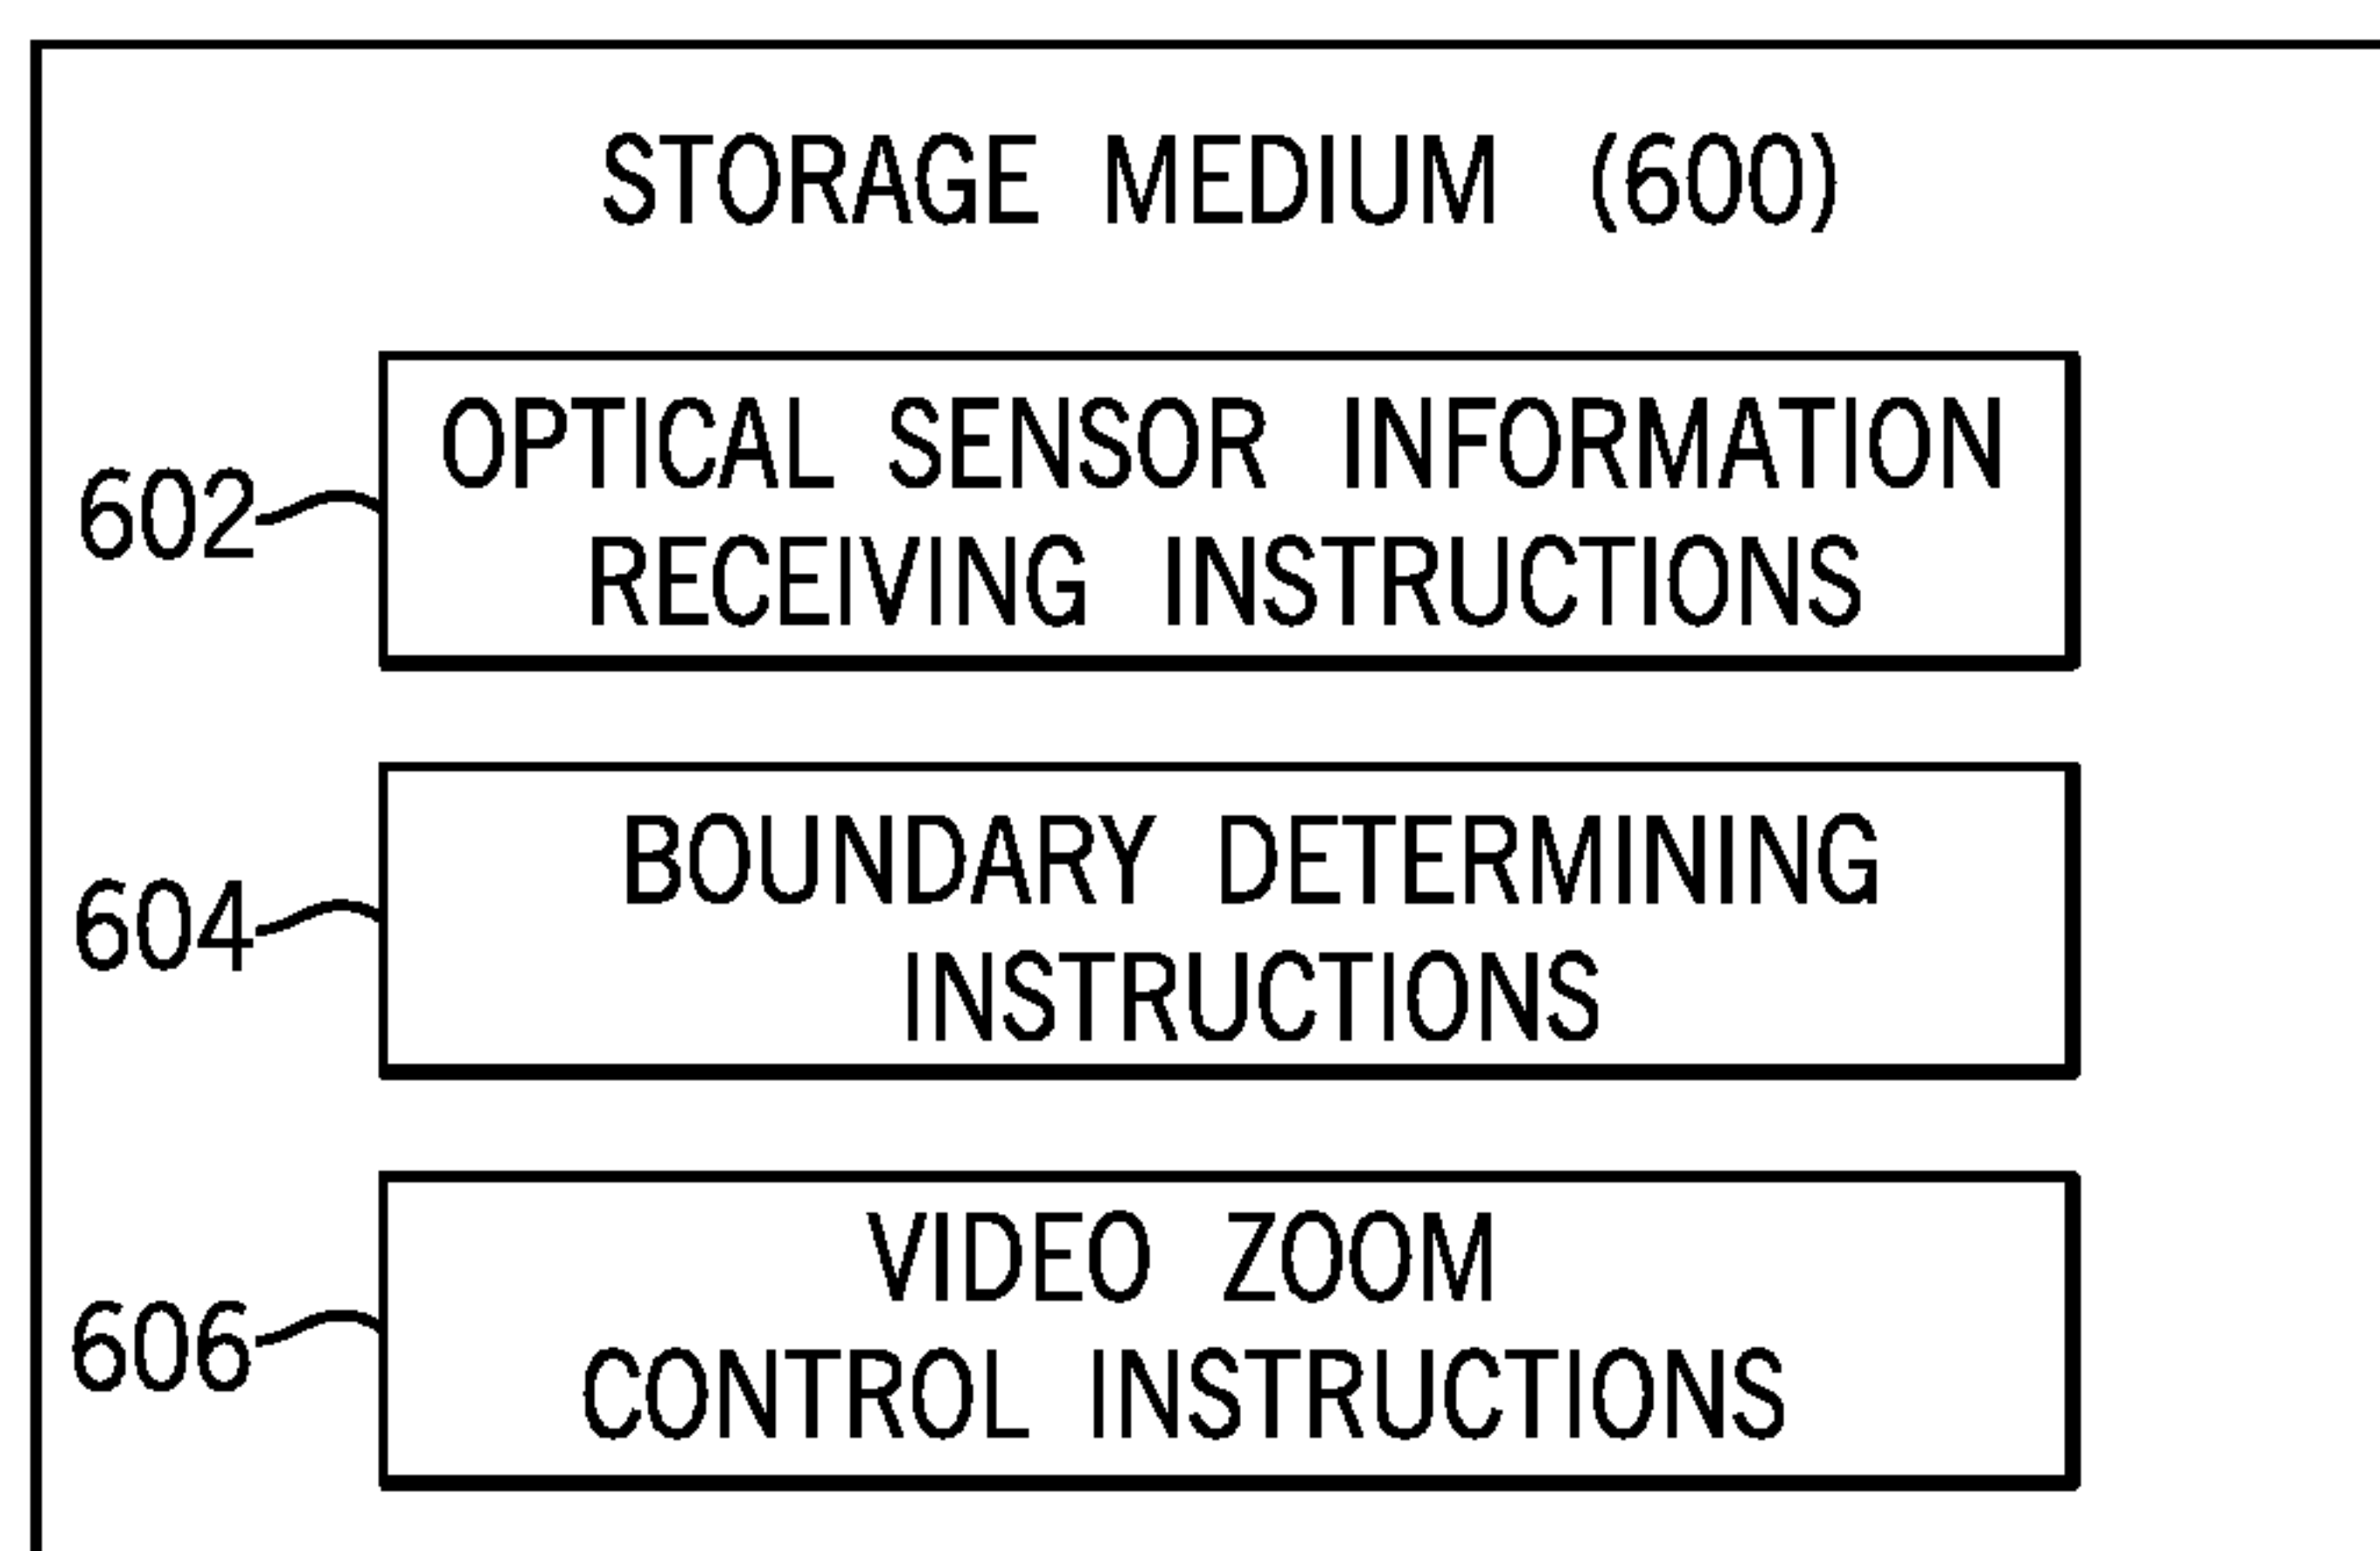 STORAGE MEDIUM (600)
602
OPTICAL SENSOR INFORMATION
RECEIVING INSTRUCTIONS
604
BOUNDARY DETERMINING
INSTRUCTIONS
606
VIDEO ZOOM
CONTROL INSTRUCTIONS